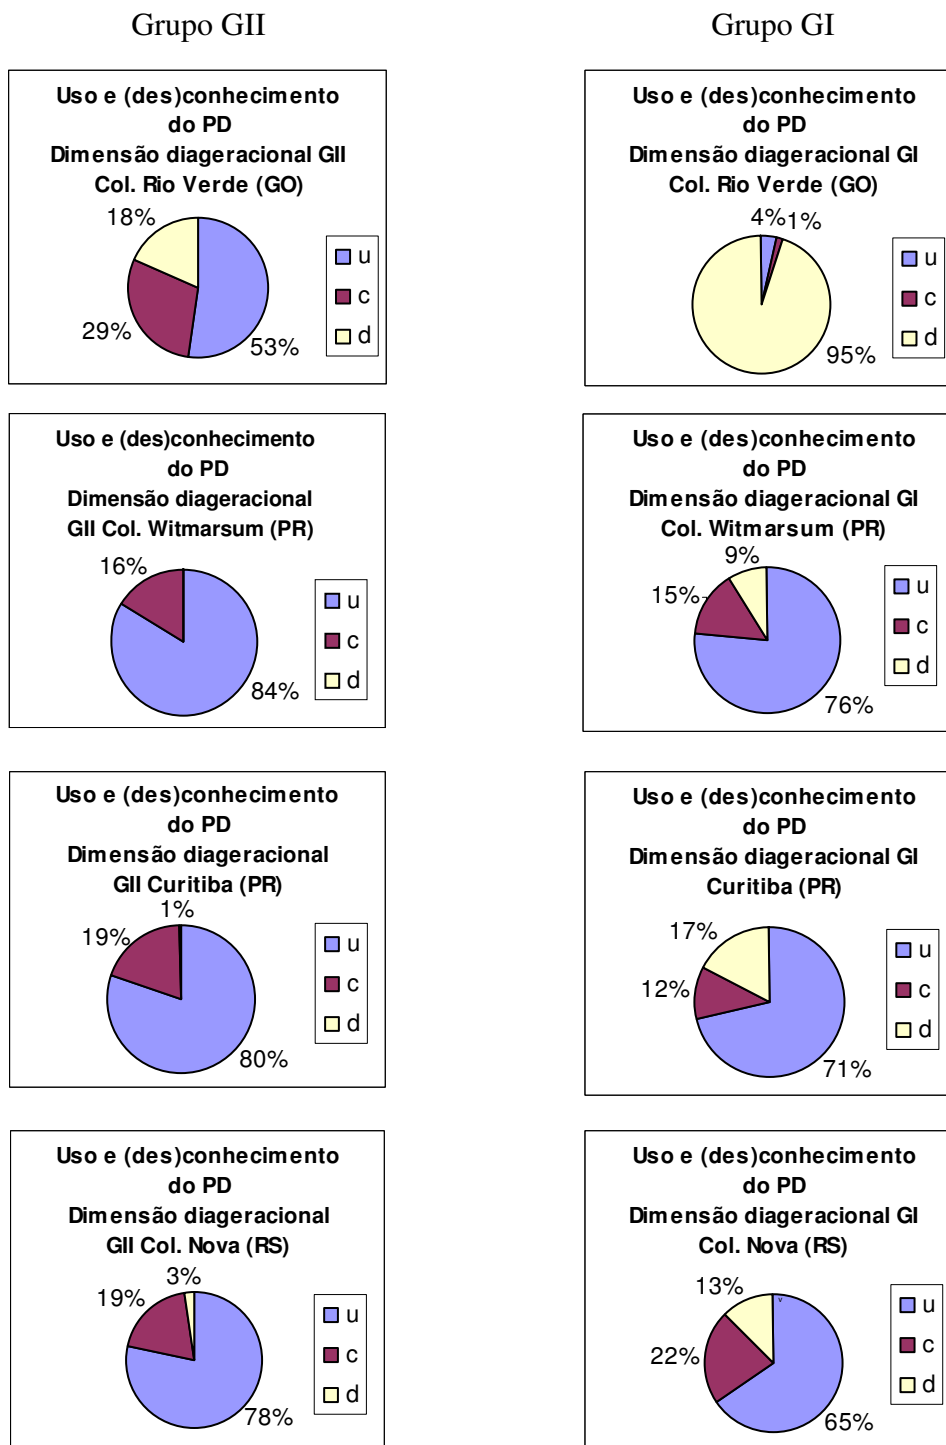 Grupo GII
Grupo GI
Uso e (des)conhecimento
do PD
Dimensão diageracional GII
Col. Rio Verde (GO)
18%
29%
53%
u
c
d
Uso e (des)conhecimento
do PD
Dimensão diageracional GI
Col. Rio Verde (GO)
4%
1%
95%
u
c
d
Uso e (des)conhecimento
do PD
Dimensão diageracional
GII Col. Witmarsum (PR)
16%
84%
u
c
d
Uso e (des)conhecimento
do PD
Dimensão diageracional GI
Col. Witmarsum (PR)
9%
15%
76%
u
c
d
Uso e (des)conhecimento
do PD
Dimensão diageracional
GII Curitiba (PR)
1%
19%
80%
u
c
d
Uso e (des)conhecimento
do PD
Dimensão diageracional GI
Curitiba (PR)
17%
12%
71%
u
c
d
Uso e (des)conhecimento
do PD
Dimensão diageracional
GII Col. Nova (RS)
3%
19%
78%
u
c
d
Uso e (des)conhecimento
do PD
Dimensão diageracional GI
Col. Nova (RS)
13%
22%
65%
u
c
d